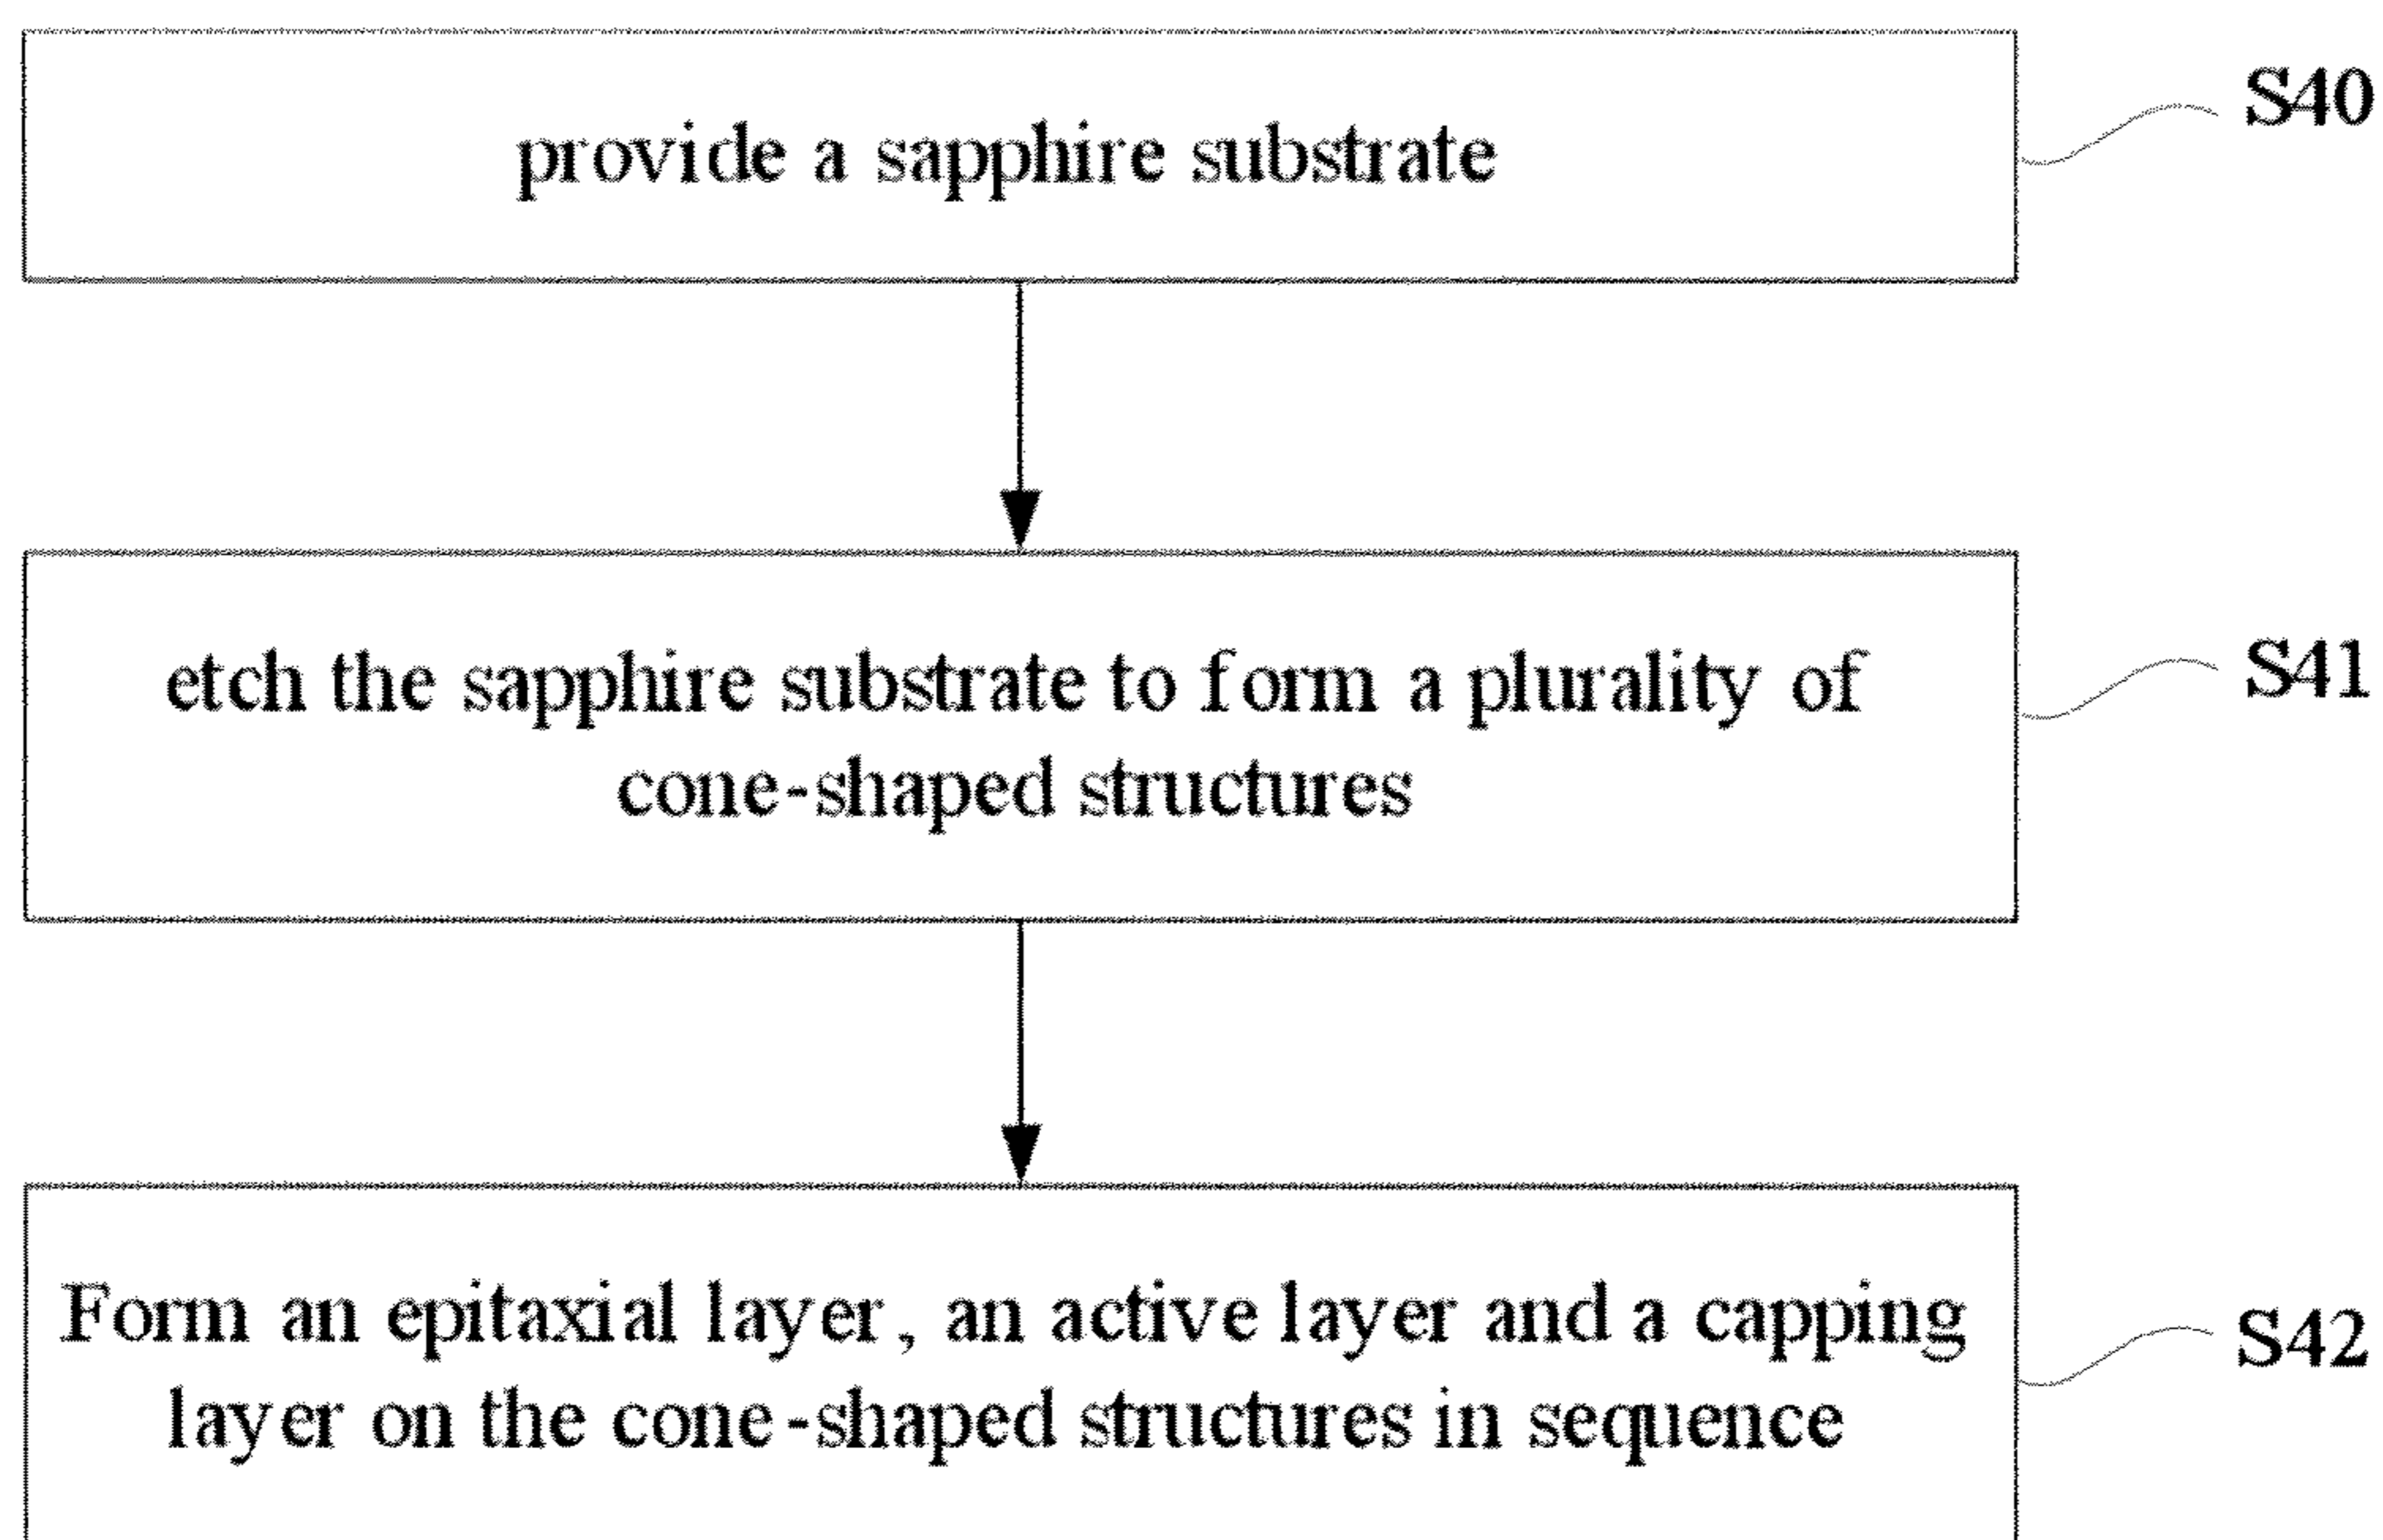 provide a sapphire substrate
S40
etch the sapphire substrate to form a plurality of
cone-shaped structures
S41
Form an epitaxial layer, an active layer and a capping
layer on the cone-shaped structures in sequence
S42